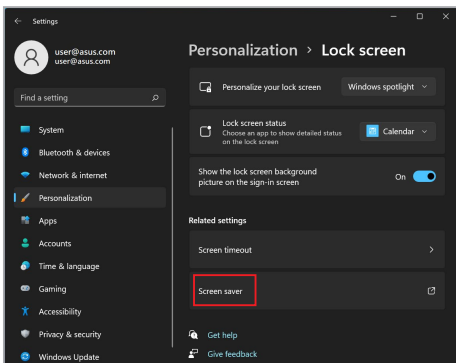 Settings
user@asus.com
user@asus.com
Find a setting
System
Bluetooth & devices
Network & internet
Personalization
Apps
Accounts
Time & language
Gaming
Accessibility
Privacy & security
Windows Update
Personalization > Lock screen
Personalize your lock screen
Windows spotlight
Lock screen status
Choose an app to show detailed status
on the lock screen
Calendar
Show the lock screen background
picture on the sign-in screen
On
Related settings
Screen timeout
Screen saver
Get help
Give feedback